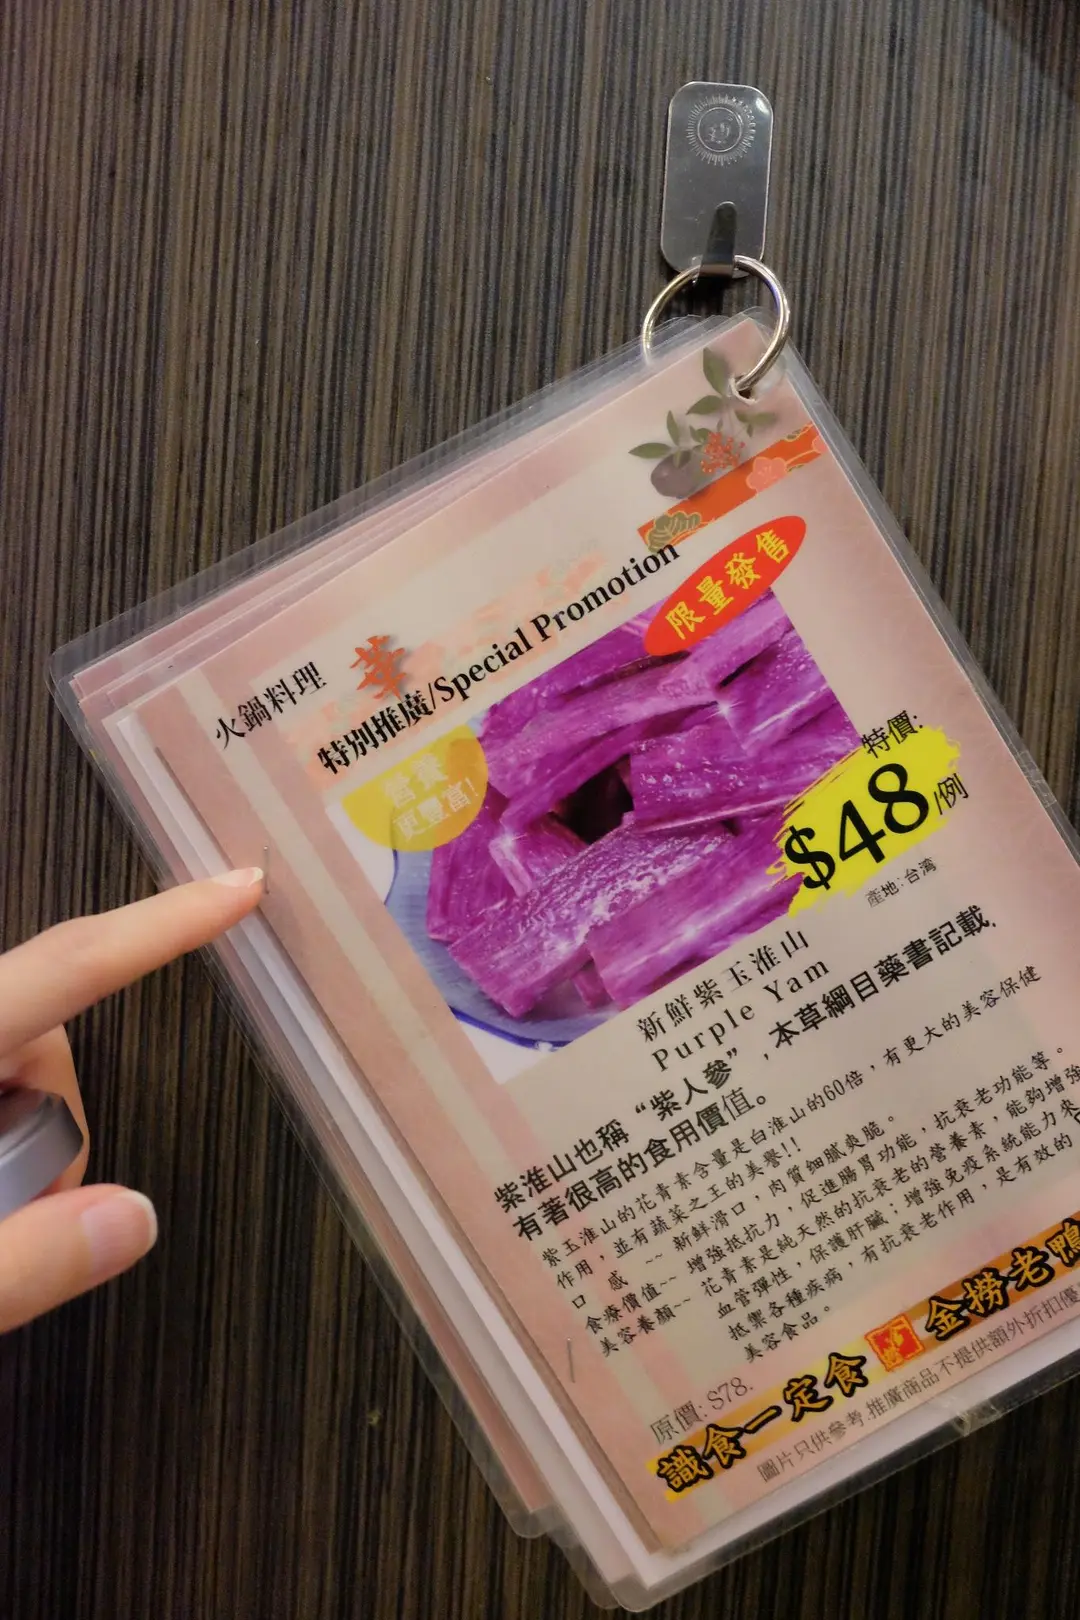 火鍋料理
華
特別推廣/Special Promotion
限量發售
營養
更豐富!
特價:
$48/例
產地:台灣
新鮮紫玉淮山
Purple Yam
紫淮山也稱“紫人參”,本草綱目藥書記載,
有著很高的食用價值。
紫玉淮山的花青素含量是白淮山的60倍,有更大的美容保健
作用,並有蔬菜之王的美譽!!
口 感 ~~ 新鮮滑口,肉質細膩爽脆。
食療價值~~ 增強抵抗力,促進腸胃功能,抗衰老功能等。
美容養顏~~ 花青素是純天然的抗衰老的營養素,能夠增強
血管彈性,保護肝臟;增強免疫系統能力來
抵禦各種疾病,有抗衰老作用,是有效的
美容食品。
原價: $78.
識食一定食 金撈老鴨
圖片只供參考.推廣商品不提供額外折扣優